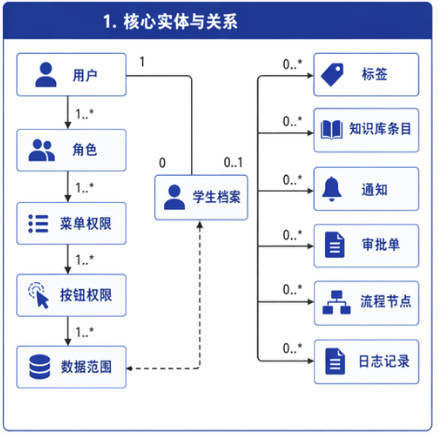 1. 核心实体与关系
用户
1
1..*
角色
1..*
菜单权限
1..*
按钮权限
1..*
数据范围
0
0..1
学生档案
0..*
标签
0..*
知识库条目
0..*
通知
0..*
审批单
0..*
流程节点
0..*
日志记录